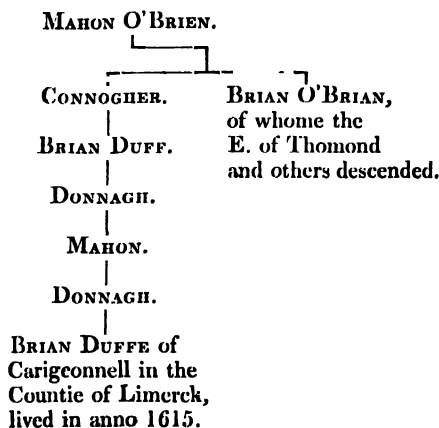 MAHON O'BRIEN.
CONNOGHER.
BRIAN O'BRIAN,
of whome the
E. of Thomond
and others descended.
BRIAN DUFF.
DONNAGH.
MAHON.
DONNAGH.
BRIAN DUFFE of
Carigconnell in the
Countie of Limerck,
lived in anno 1615.